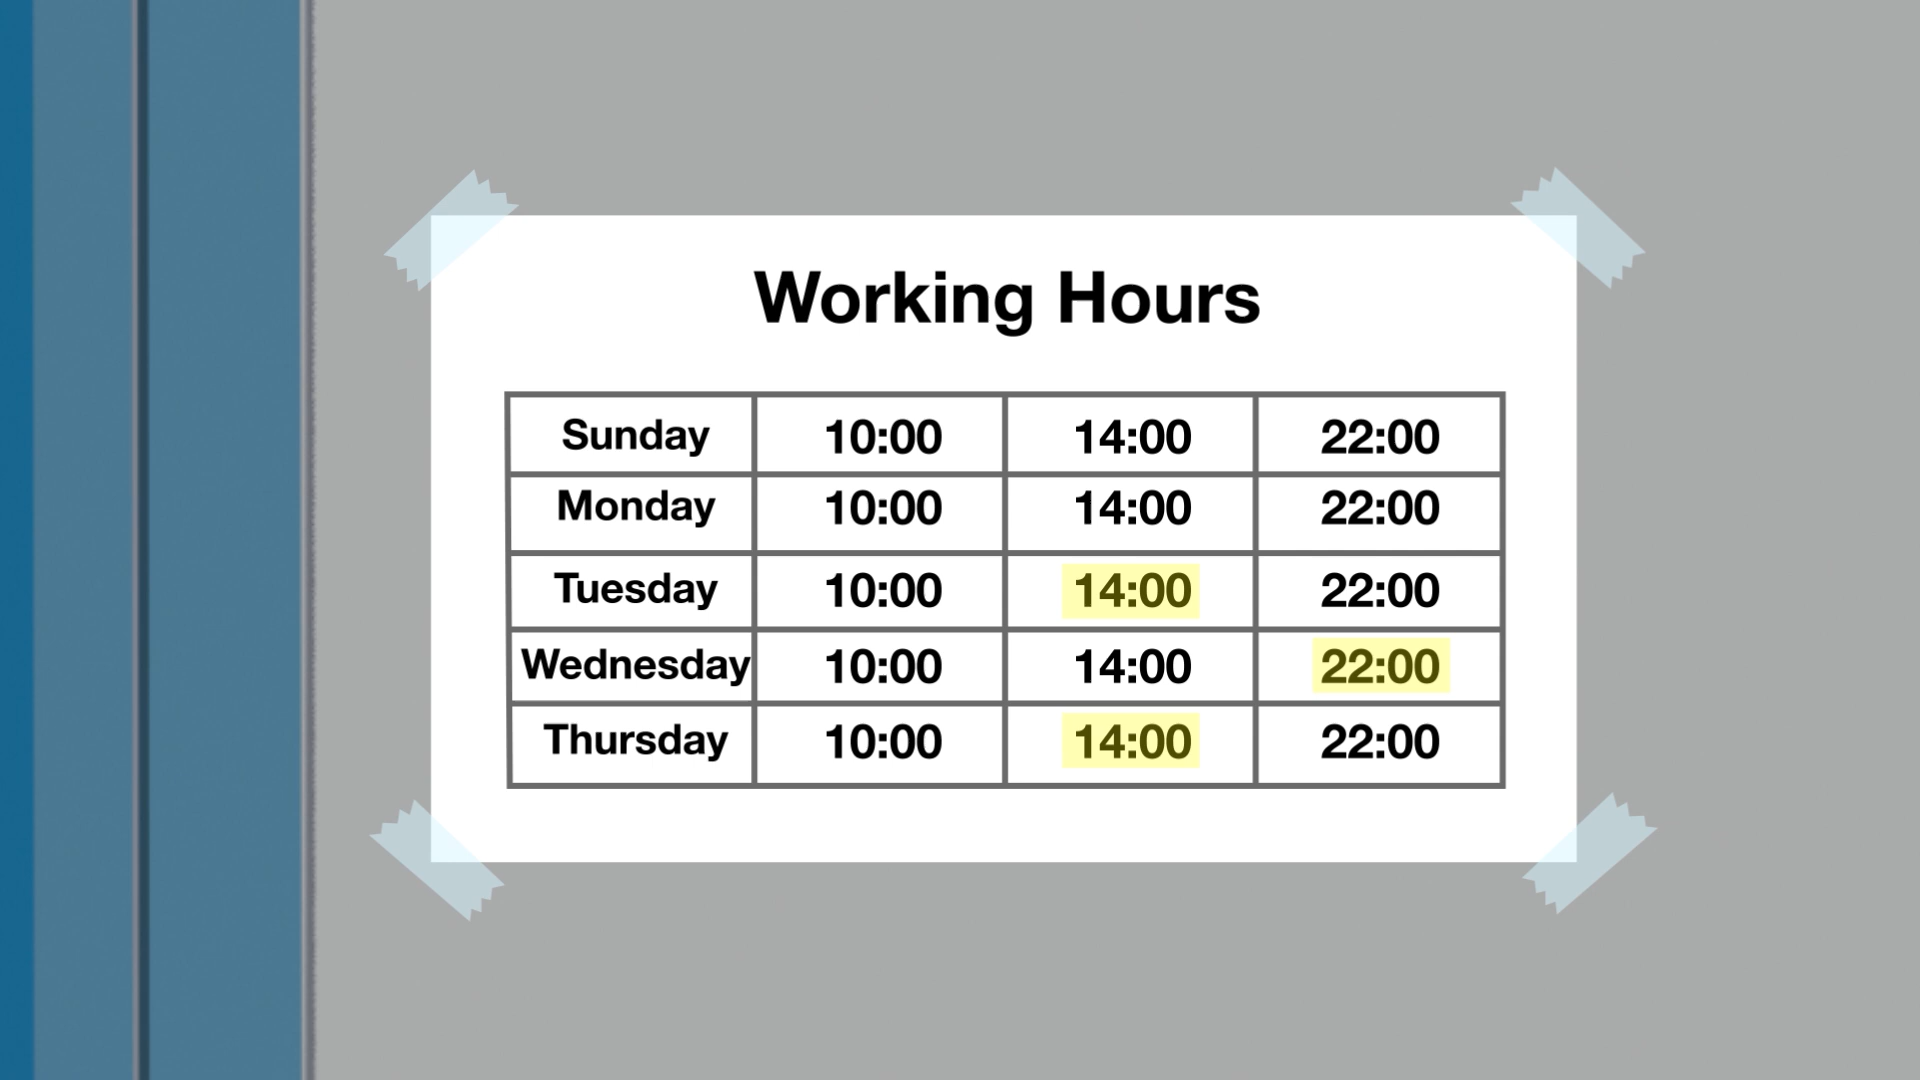 Working Hours
Sunday 10:00 14:00 22:00
Monday 10:00 14:00 22:00
Tuesday 10:00 14:00 22:00
Wednesday 10:00 14:00 22:00
Thursday 10:00 14:00 22:00